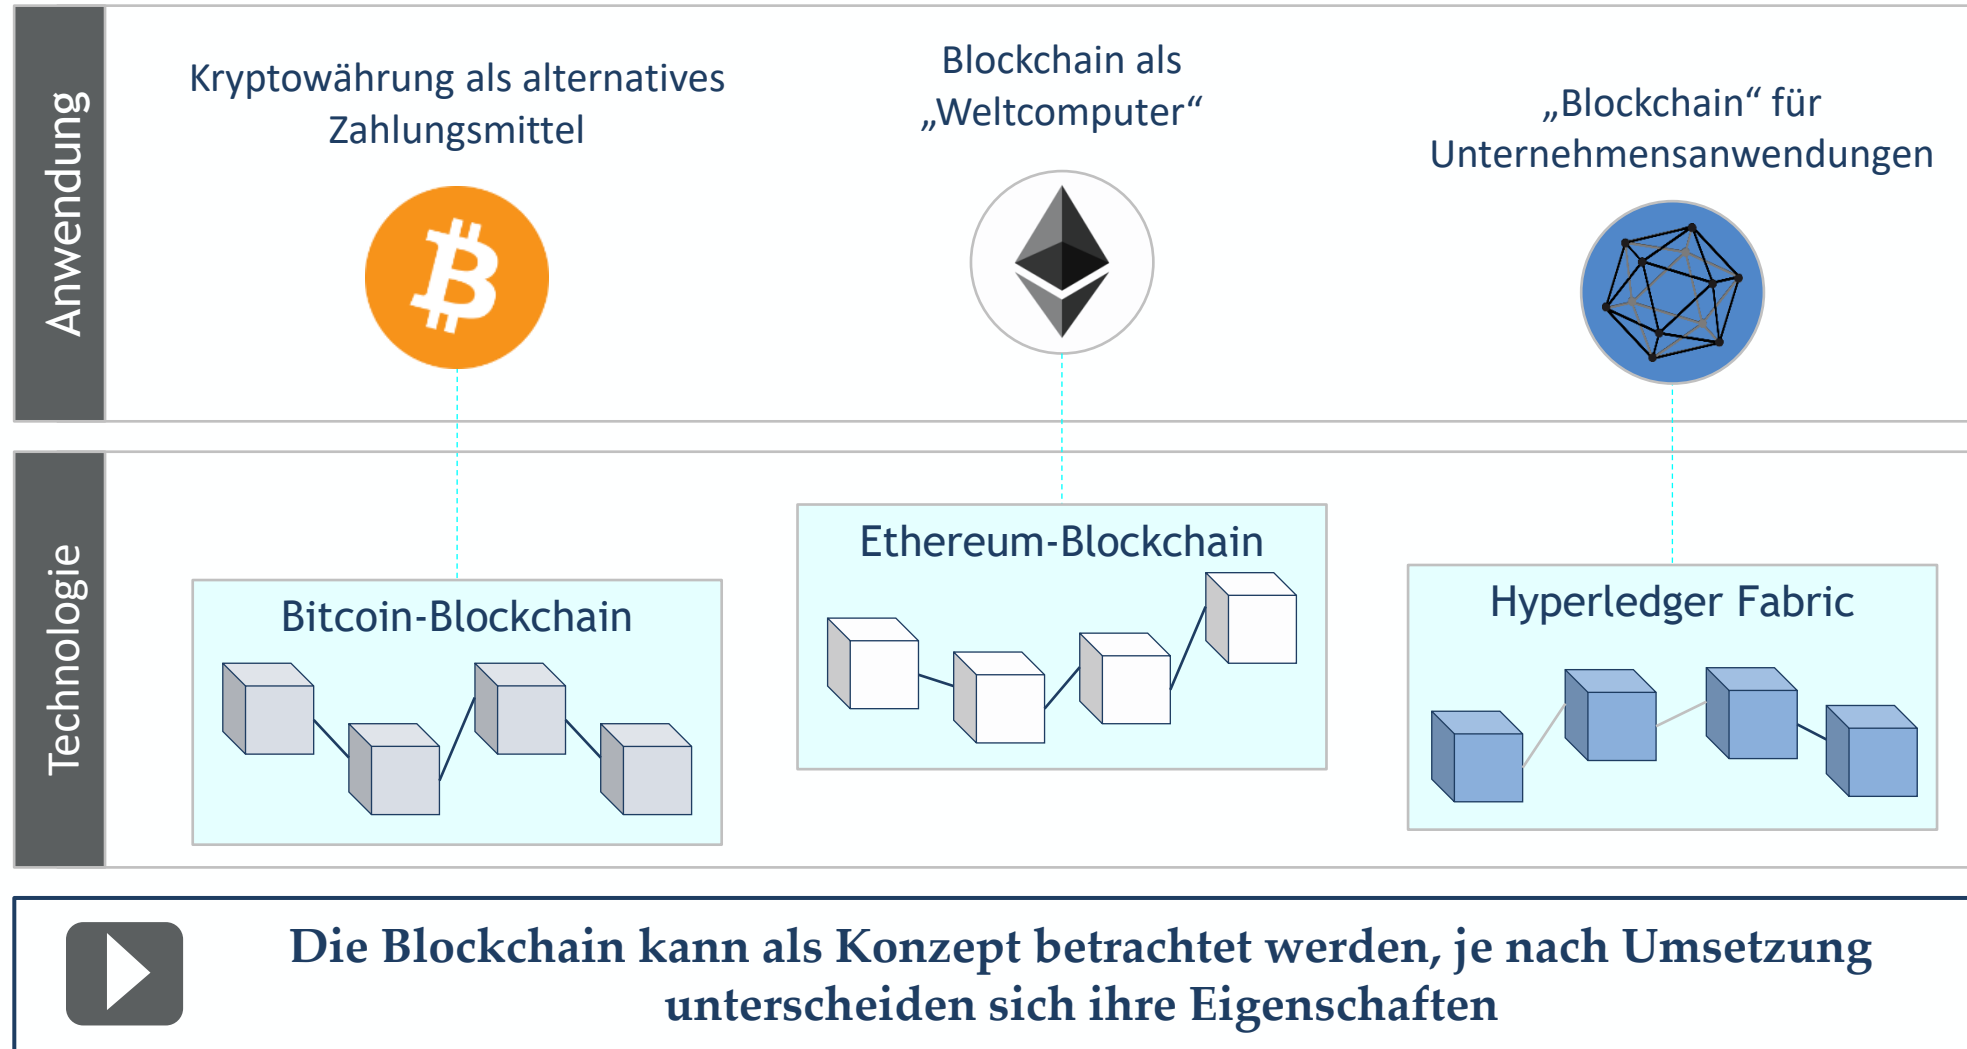 Anwendung
Kryptowährung als alternatives
Zahlungsmittel
Blockchain als
„Weltcomputer“
„Blockchain“ für
Unternehmensanwendungen
Technologie
Bitcoin-Blockchain
Ethereum-Blockchain
Hyperledger Fabric
Die Blockchain kann als Konzept betrachtet werden, je nach Umsetzung
unterscheiden sich ihre Eigenschaften